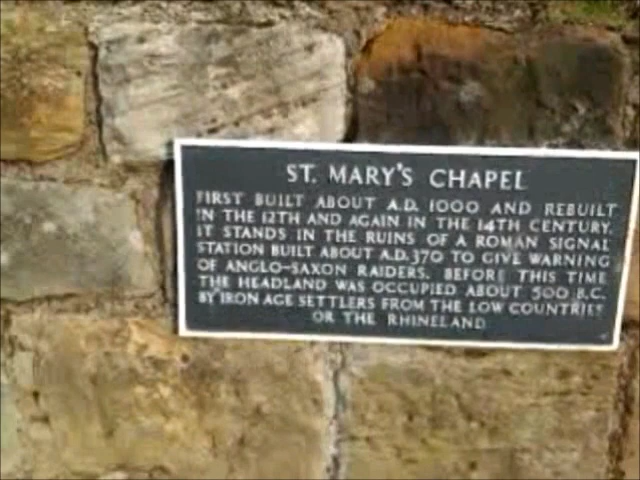 ST. MARY'S CHAPEL
FIRST BUILT ABOUT A.D. 1000 AND REBUILT
IN THE 12TH AND AGAIN IN THE 14TH CENTURY.
IT STANDS IN THE RUINS OF A ROMAN SIGNAL
STATION BUILT ABOUT A.D. 370 TO GIVE WARNING
OF ANGLO-SAXON RAIDERS. BEFORE THIS TIME
THE HEADLAND WAS OCCUPIED ABOUT 500 B.C.
BY IRON AGE SETTLERS FROM THE LOW COUNTRIES
OR THE RHINELAND